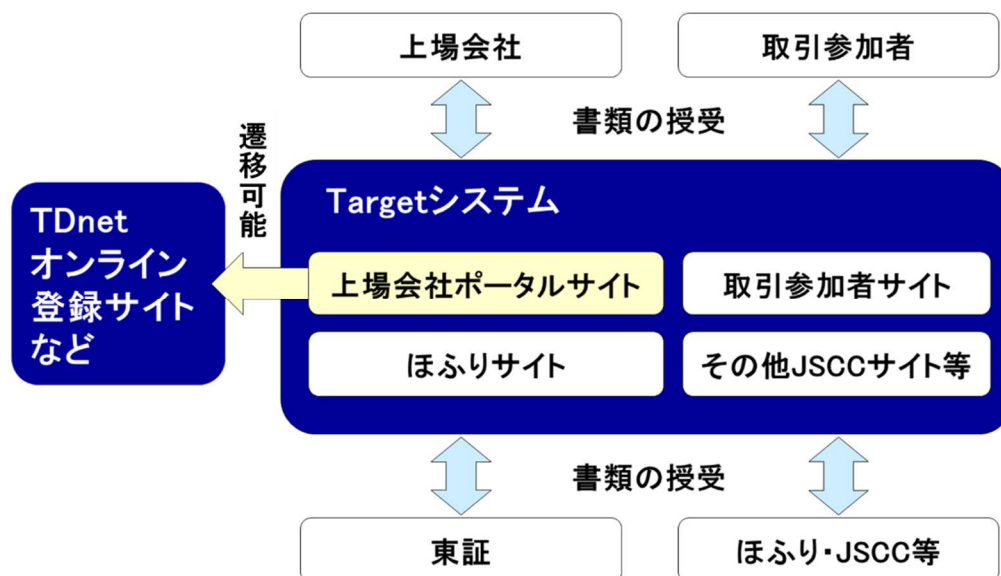 上場会社
取引参加者
書類の授受
遷移可能
TDnet
オンライン
登録サイト
など
Targetシステム
上場会社ポータルサイト
取引参加者サイト
ほふりサイト
その他JSCCサイト等
書類の授受
東証
ほふり・JSCC等